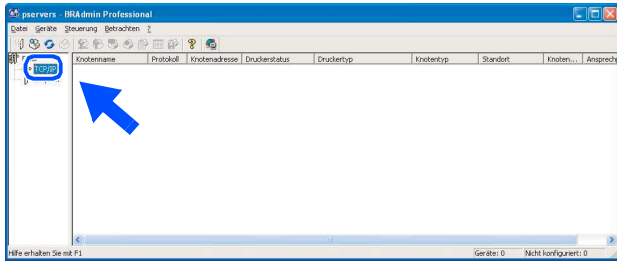 pservers - BRAdmin Professional
Datei Geräte Steuerung Betrachten ?
Knotenname Protokoll Knotenadresse Druckerstatus Druckertyp Knotentyp Standort Knoten... Ansprech
TCP/IP
Hilfe erhalten Sie mit F1 Geräte: 0 Nicht konfiguriert: 0